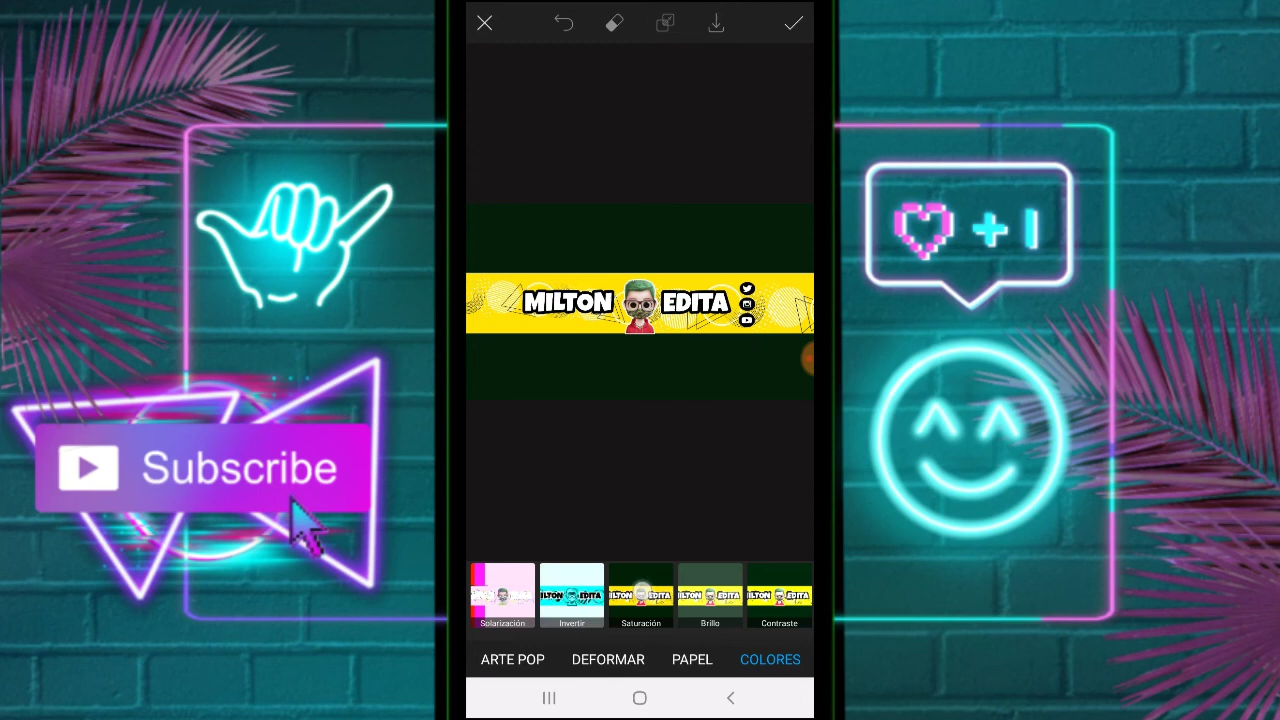 MILTON EDITA
Subscribe
+ 1
Solarización
Invertir
Saturación
Brillo
Contraste
ARTE POP
DEFORMAR
PAPEL
COLORES